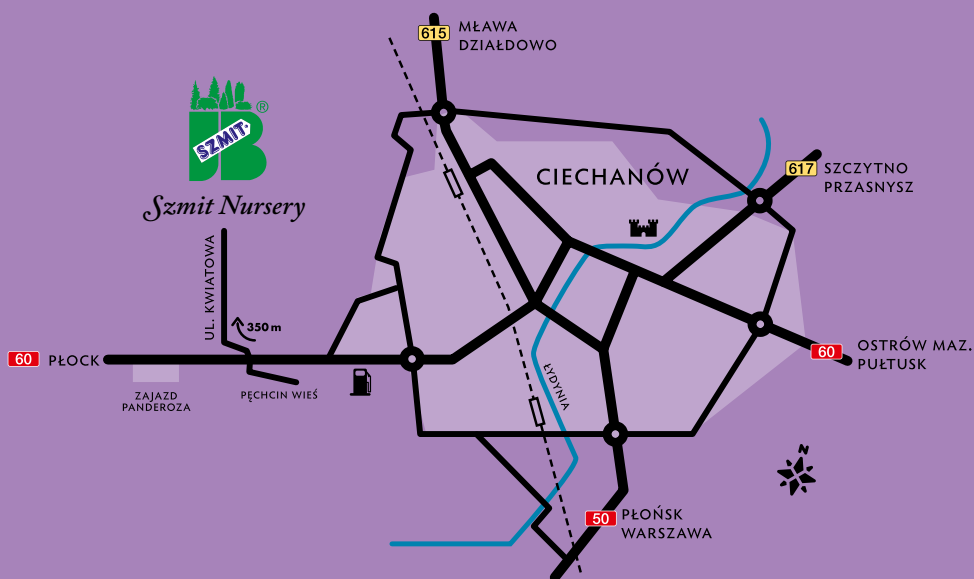 615
MŁAWA
DZIAŁDOWO
®
SZMIT
B
Szmit Nursery
CIECHANÓW
617
SZCZYTNO
PRZASNYSZ
UL. KWIATOWA
350 m
60
PŁOCK
60
OSTRÓW MAZ.
PUŁTUSK
ZAJAZD
PANDEROZA
PĘCHCIN WIEŚ
ŁYDYNIA
N
50
PŁOŃSK
WARSZAWA